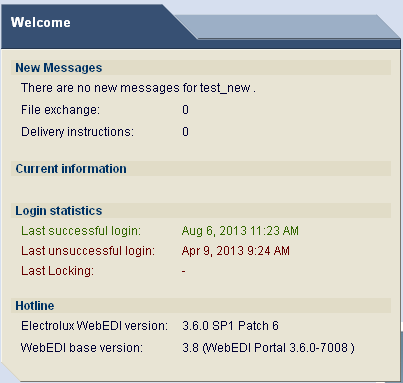 Welcome
New Messages
There are no new messages for test_new .
File exchange: 0
Delivery instructions: 0
Current information
Login statistics
Last successful login: Aug 6, 2013 11:23 AM
Last unsuccessful login: Apr 9, 2013 9:24 AM
Last Locking: -
Hotline
Electrolux WebEDI version: 3.6.0 SP1 Patch 6
WebEDI base version: 3.8 (WebEDI Portal 3.6.0-7008 )